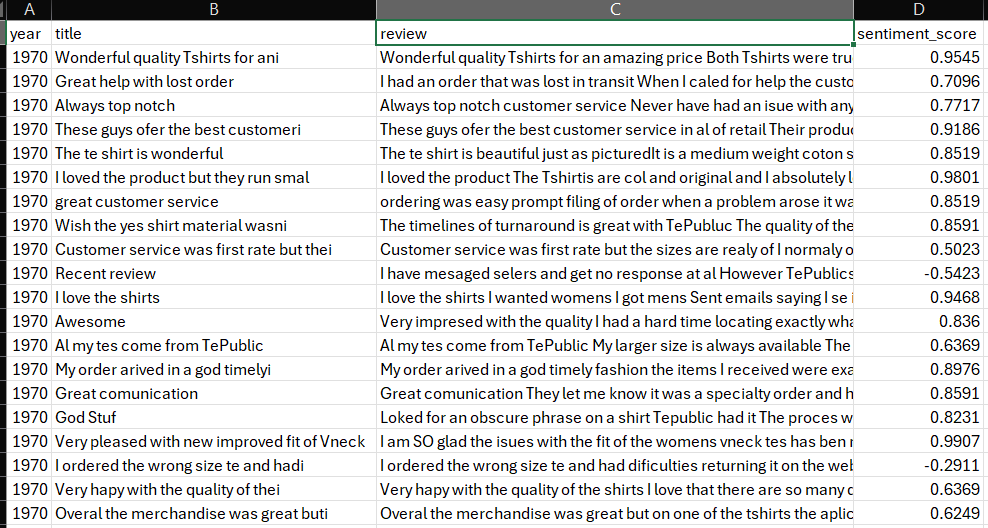 A B C D
year title review sentiment_score
1970 Wonderful quality Tshirts for ani Wonderful quality Tshirts for an amazing price Both Tshirts were tru 0.9545
1970 Great help with lost order I had an order that was lost in transit When I caled for help the custo 0.7096
1970 Always top notch Always top notch customer service Never have had an isue with any 0.7717
1970 These guys ofer the best customeri These guys ofer the best customer service in al of retail Their produc 0.9186
1970 The te shirt is wonderful The te shirt is beautiful just as picturedIt is a medium weight coton s 0.8519
1970 I loved the product but they run smal I loved the product The Tshirtis are col and original and I absolutely l 0.9801
1970 great customer service ordering was easy prompt filing of order when a problem arose it wa 0.8519
1970 Wish the yes shirt material wasni The timelines of turnaround is great with TePubluc The quality of the 0.8591
1970 Customer service was first rate but thei Customer service was first rate but the sizes are realy of I normaly o 0.5023
1970 Recent review I have mesaged selers and get no response at al However TePublics -0.5423
1970 I love the shirts I love the shirts I wanted womens I got mens Sent emails saying I se i 0.9468
1970 Awesome Very impresed with the quality I had a hard time locating exactly wha 0.836
1970 Al my tes come from TePublic Al my tes come from TePublic My larger size is always available The 0.6369
1970 My order arived in a god timelyi My order arived in a god timely fashion the items I received were exa 0.8976
1970 Great comunication Great comunication They let me know it was a specialty order and h 0.8591
1970 God Stuf Loked for an obscure phrase on a shirt Tepublic had it The proces w 0.8231
1970 Very pleased with new improved fit of Vneck I am SO glad the isues with the fit of the womens vneck tes has ben r 0.9907
1970 I ordered the wrong size te and hadi I ordered the wrong size te and had dificulties returning it on the web -0.2911
1970 Very hapy with the quality of thei Very hapy with the quality of the shirts I love that there are so many d 0.6369
1970 Overal the merchandise was great buti Overal the merchandise was great but on one of the tshirts the aplic 0.6249